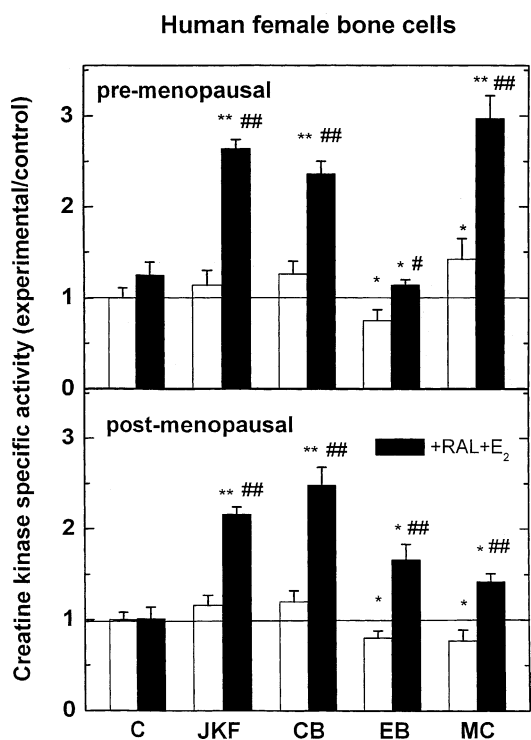 Human female bone cells
Creatine kinase specific activity (experimental/control)
pre-menopausal
3
2
1
0
** ##
** ##
* * #
* ** ##
post-menopausal
+RAL+E₂
3
2
1
0
** ##
** ##
* * ##
* * ##
C JKF CB EB MC